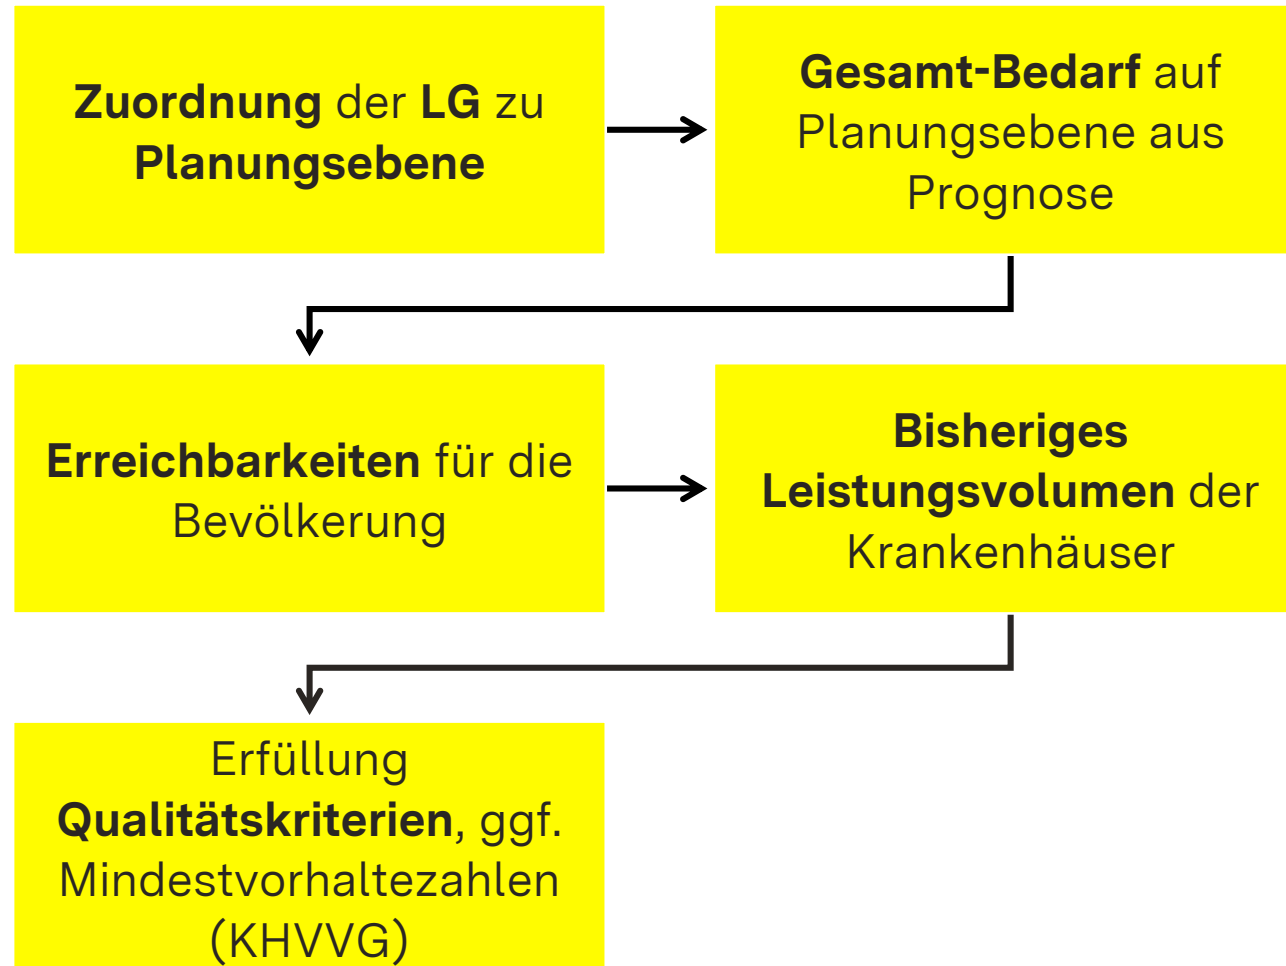 Zuordnung der LG zu
Planungsebene
Gesamt-Bedarf auf
Planungsebene aus
Prognose
Erreichbarkeiten für die
Bevölkerung
Bisheriges
Leistungsvolumen der
Krankenhäuser
Erfüllung
Qualitätskriterien, ggf.
Mindestvorhaltezahlen
(KHVVG)